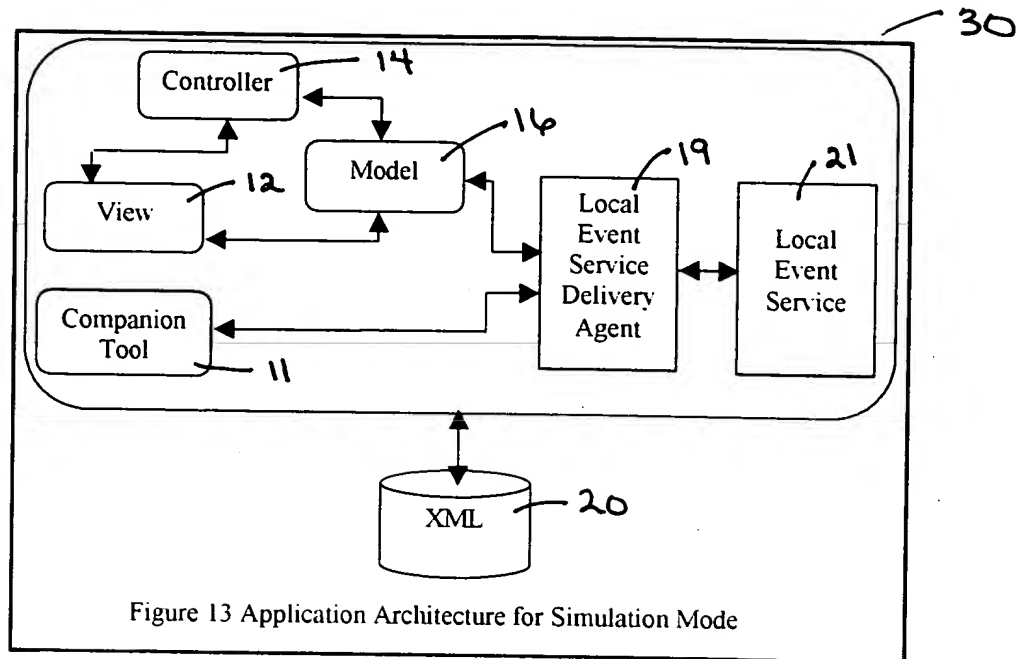 30
Controller
14
Model
16
View
12
Local
Event
Service
Delivery
Agent
19
Local
Event
Service
21
Companion
Tool
11
XML
20
Figure 13 Application Architecture for Simulation Mode